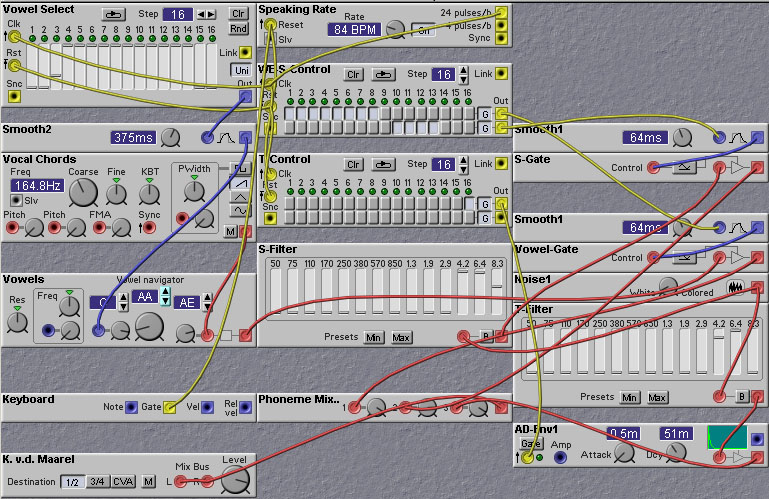 Vowel Select
Step 16
Clr
Rnd
Clk
1 2 3 4 5 6 7 8 9 10 11 12 13 14 15 16
Rst
Link
Uni
Snc
Out
Smooth2
375ms
Vocal Chords
Freq
Coarse
Fine
KBT
PWidth
164.8Hz
Slv
Pitch
Pitch
FMA
Sync
M
Vowels
Vowel navigator
Res
Freq
AA
AE
Keyboard
Note
Gate
Vel
Rel
vel
K. v.d. Maarel
Mix Bus
Level
Destination
1/2
3/4
CVA
M
L
R
Speaking Rate
Reset
Rate
24 pulses/b
84 BPM
4 pulses/b
Slv
Sync
Control
Clr
Step 16
Link
Clk
1 2 3 4 5 6 7 8 9 10 11 12 13 14 15 16
Rst
Out
G
G
Control
Clr
Step 16
Link
Clk
1 2 3 4 5 6 7 8 9 10 11 12 13 14 15 16
Rst
Out
Snc
G
G
S-Filter
50 75 110 170 250 380 570 850 1.3 1.9 2.9 4.2 6.4 8.3
Presets
Min
Max
B
Phoneme Mix..
1
2
3
Smooth1
64ms
S-Gate
Control
Smooth1
64ms
Vowel-Gate
Control
Noise1
White
Colored
T-Filter
50 75 110 170 250 380 570 850 1.3 1.9 2.9 4.2 6.4 8.3
Presets
Min
Max
B
AD-Env1
0.5m
51m
Gate
Amp
Attack
Dcy